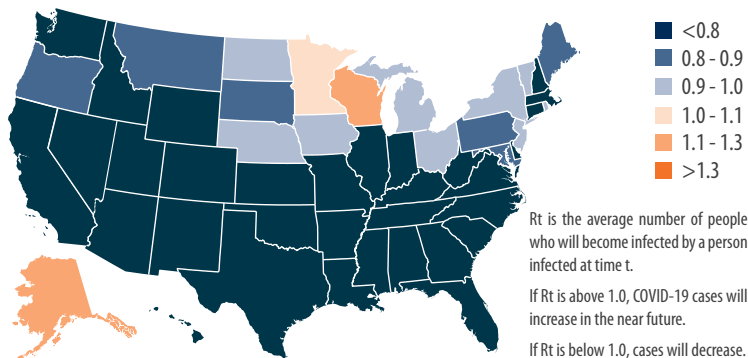 <0.8
0.8 - 0.9
0.9 - 1.0
1.0 - 1.1
1.1 - 1.3
>1.3
Rt is the average number of people
who will become infected by a person
infected at time t.
If Rt is above 1.0, COVID-19 cases will
increase in the near future.
If Rt is below 1.0, cases will decrease.